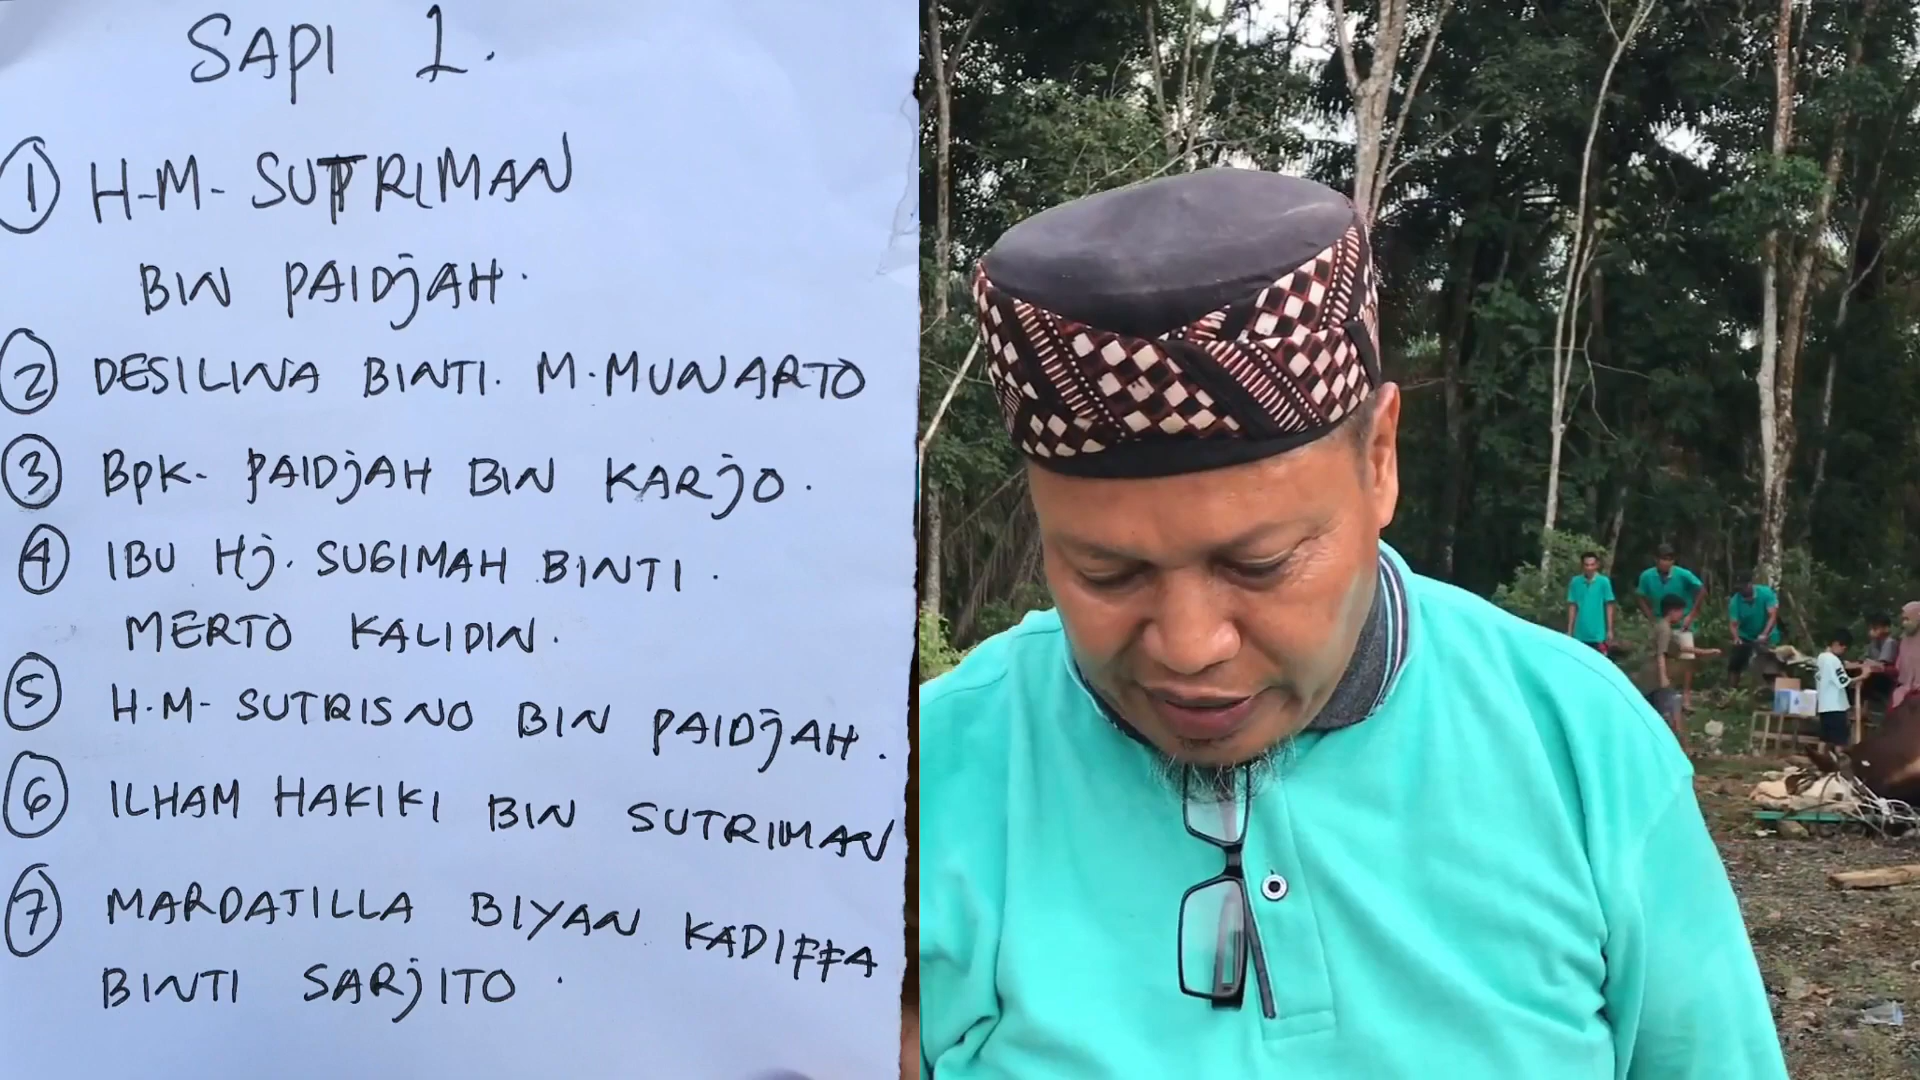 SAPI 1.
1 H-M- SUTRIMAN
BIN PAIDjAH.
2 DESILINA BINTI. M.MUNARTO
3 BPK- PAIDjAH BIN KARjO.
4 IBU Hj. SUGIMAH BINTI.
MERTO KALIDIN.
5 H.M- SUTRISNO BIN PAIDjAH.
6 ILHAM HAKIKI BIN SUTRIMAN
7 MARDATILLA BIYAN KADIFFA
BINTI SARjITO.